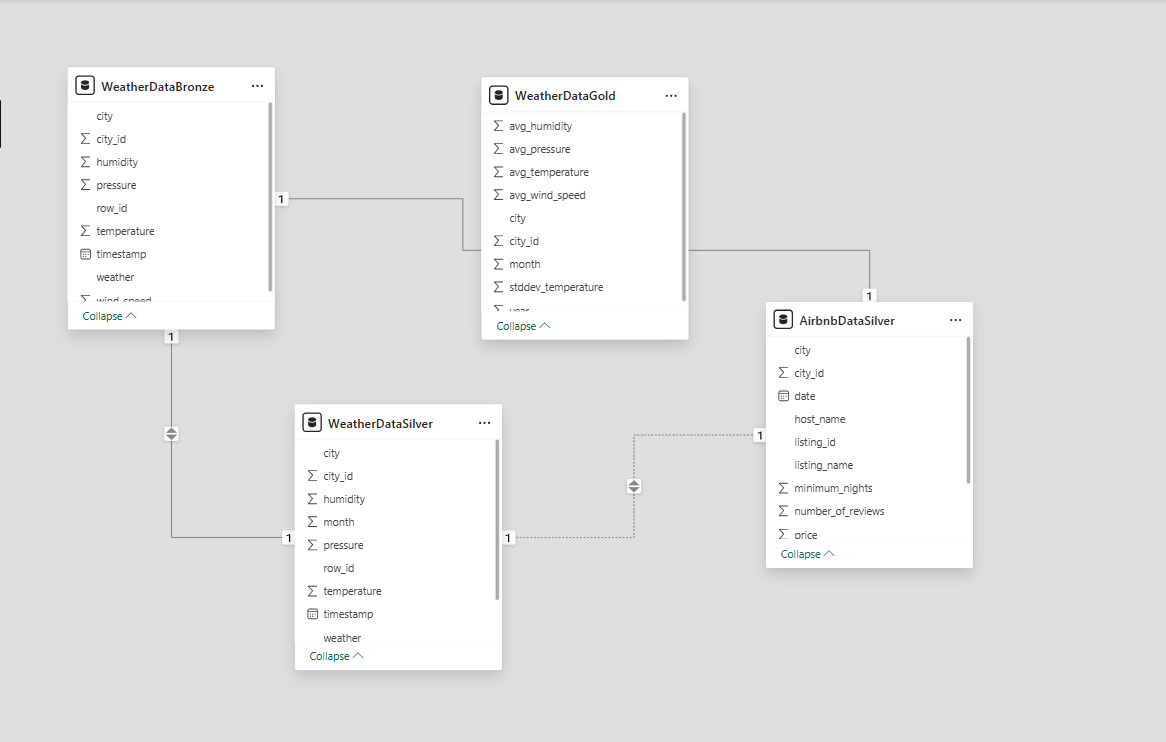 WeatherDataBronze
city
city_id
humidity
pressure
row_id
temperature
timestamp
weather
wind_speed
Collapse
1
1
WeatherDataGold
avg_humidity
avg_pressure
avg_temperature
avg_wind_speed
city
city_id
month
stddev_temperature
year
Collapse
1
AirbnbDataSilver
city
city_id
date
host_name
listing_id
listing_name
minimum_nights
number_of_reviews
price
Collapse
1
WeatherDataSilver
city
city_id
humidity
month
pressure
row_id
temperature
timestamp
weather
Collapse
1
1